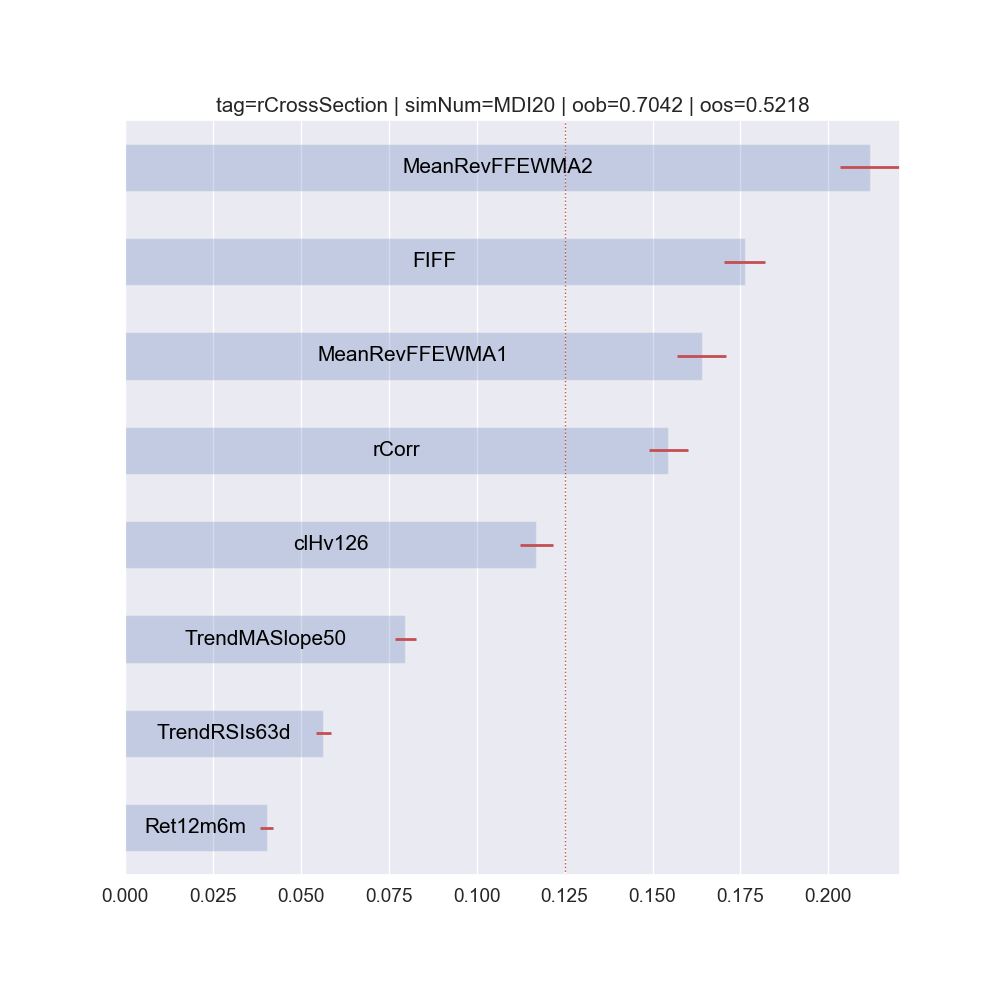 tag=rCrossSection | simNum=MDI20 | oob=0.7042 | oos=0.5218
MeanRevFFEWMA2
FIFF
MeanRevFFEWMA1
rCorr
clHv126
TrendMASlope50
TrendRSIs63d
Ret12m6m
0.000 0.025 0.050 0.075 0.100 0.125 0.150 0.175 0.200